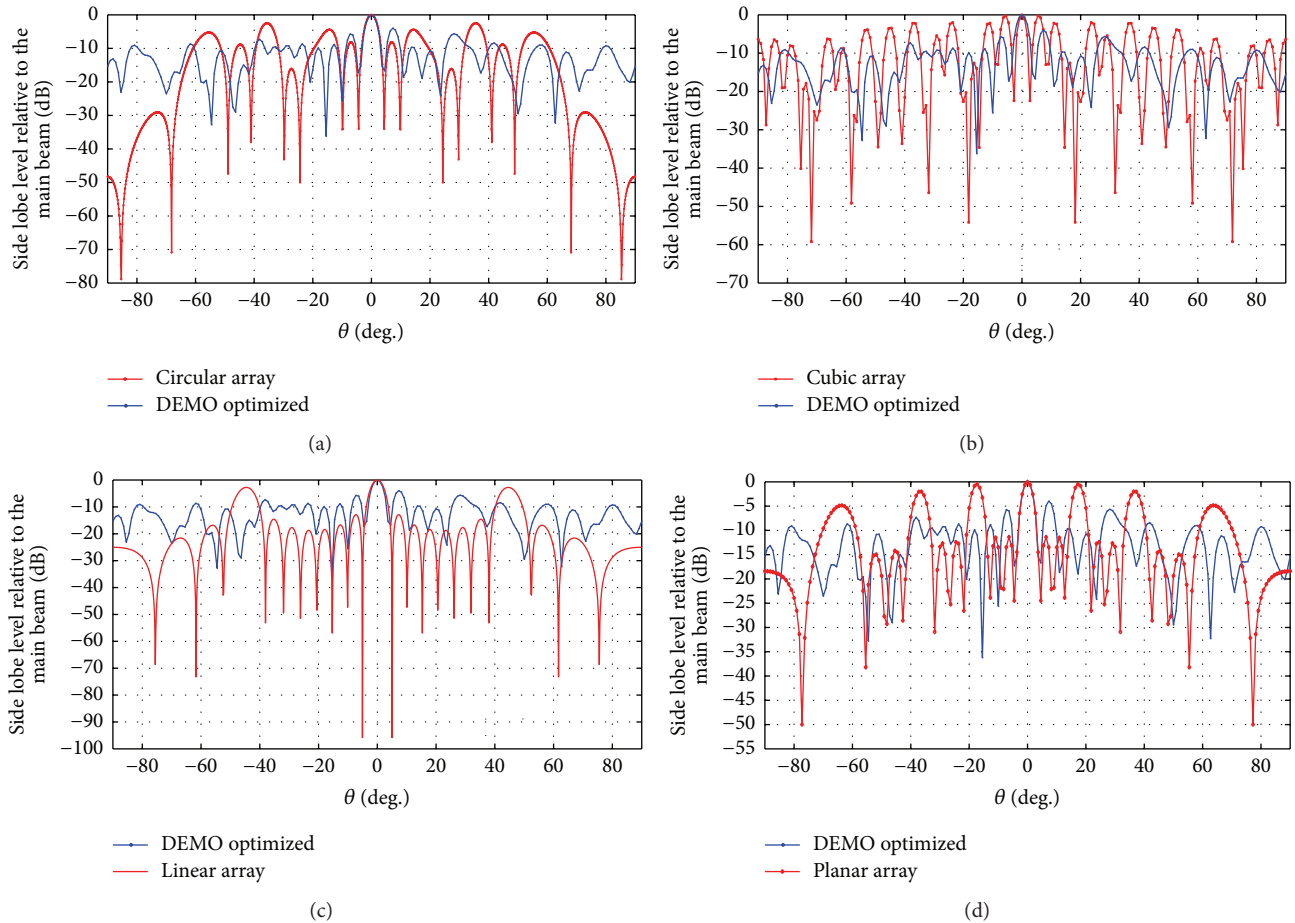 Side lobe level relative to the
main beam (dB)
0
−10
−20
−30
−40
−50
−60
−70
−80
−80 −60 −40 −20 0 20 40 60 80
θ (deg.)
Circular array
DEMO optimized
(a)
Side lobe level relative to the
main beam (dB)
0
−10
−20
−30
−40
−50
−60
−70
−80 −60 −40 −20 0 20 40 60 80
θ (deg.)
Cubic array
DEMO optimized
(b)
Side lobe level relative to the
main beam (dB)
0
−10
−20
−30
−40
−50
−60
−70
−80
−90
−100
−80 −60 −40 −20 0 20 40 60 80
θ (deg.)
DEMO optimized
Linear array
(c)
Side lobe level relative to the
main beam (dB)
0
−5
−10
−15
−20
−25
−30
−35
−40
−45
−50
−55
−80 −60 −40 −20 0 20 40 60 80
θ (deg.)
DEMO optimized
Planar array
(d)